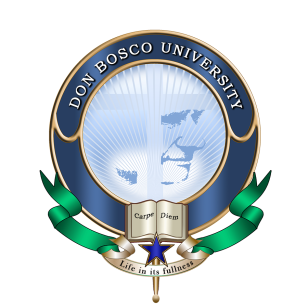 DON BOSCO UNIVERSITY
Carpe Diem
Life in its fullness